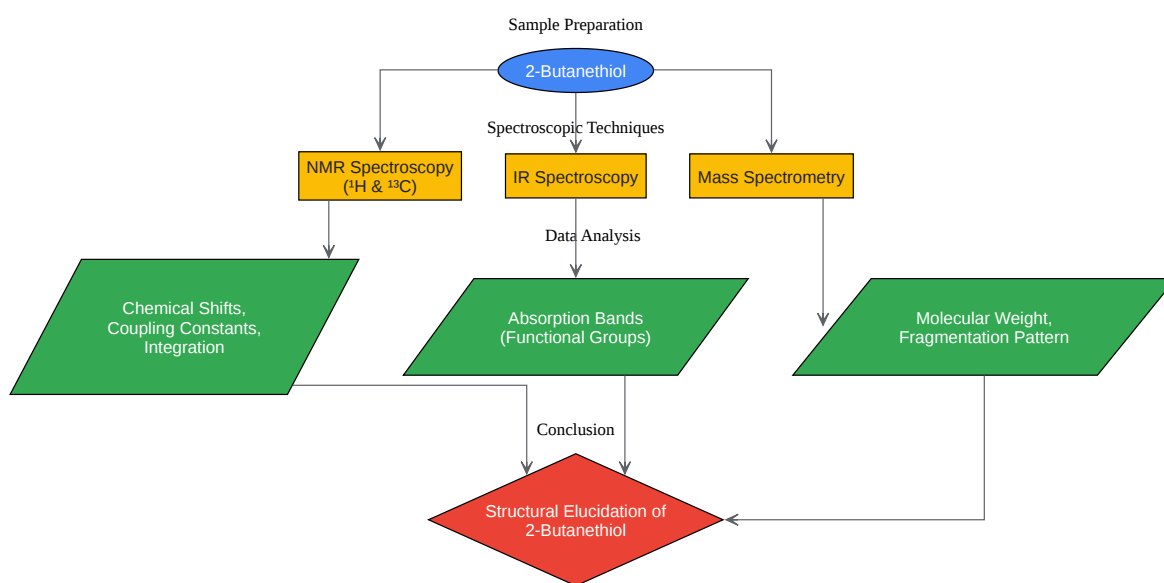 Sample Preparation
2-Butanethiol
Spectroscopic Techniques
NMR Spectroscopy
(¹H & ¹³C)
IR Spectroscopy
Mass Spectrometry
Data Analysis
Chemical Shifts,
Coupling Constants,
Integration
Absorption Bands
(Functional Groups)
Molecular Weight,
Fragmentation Pattern
Conclusion
Structural Elucidation of
2-Butanethiol